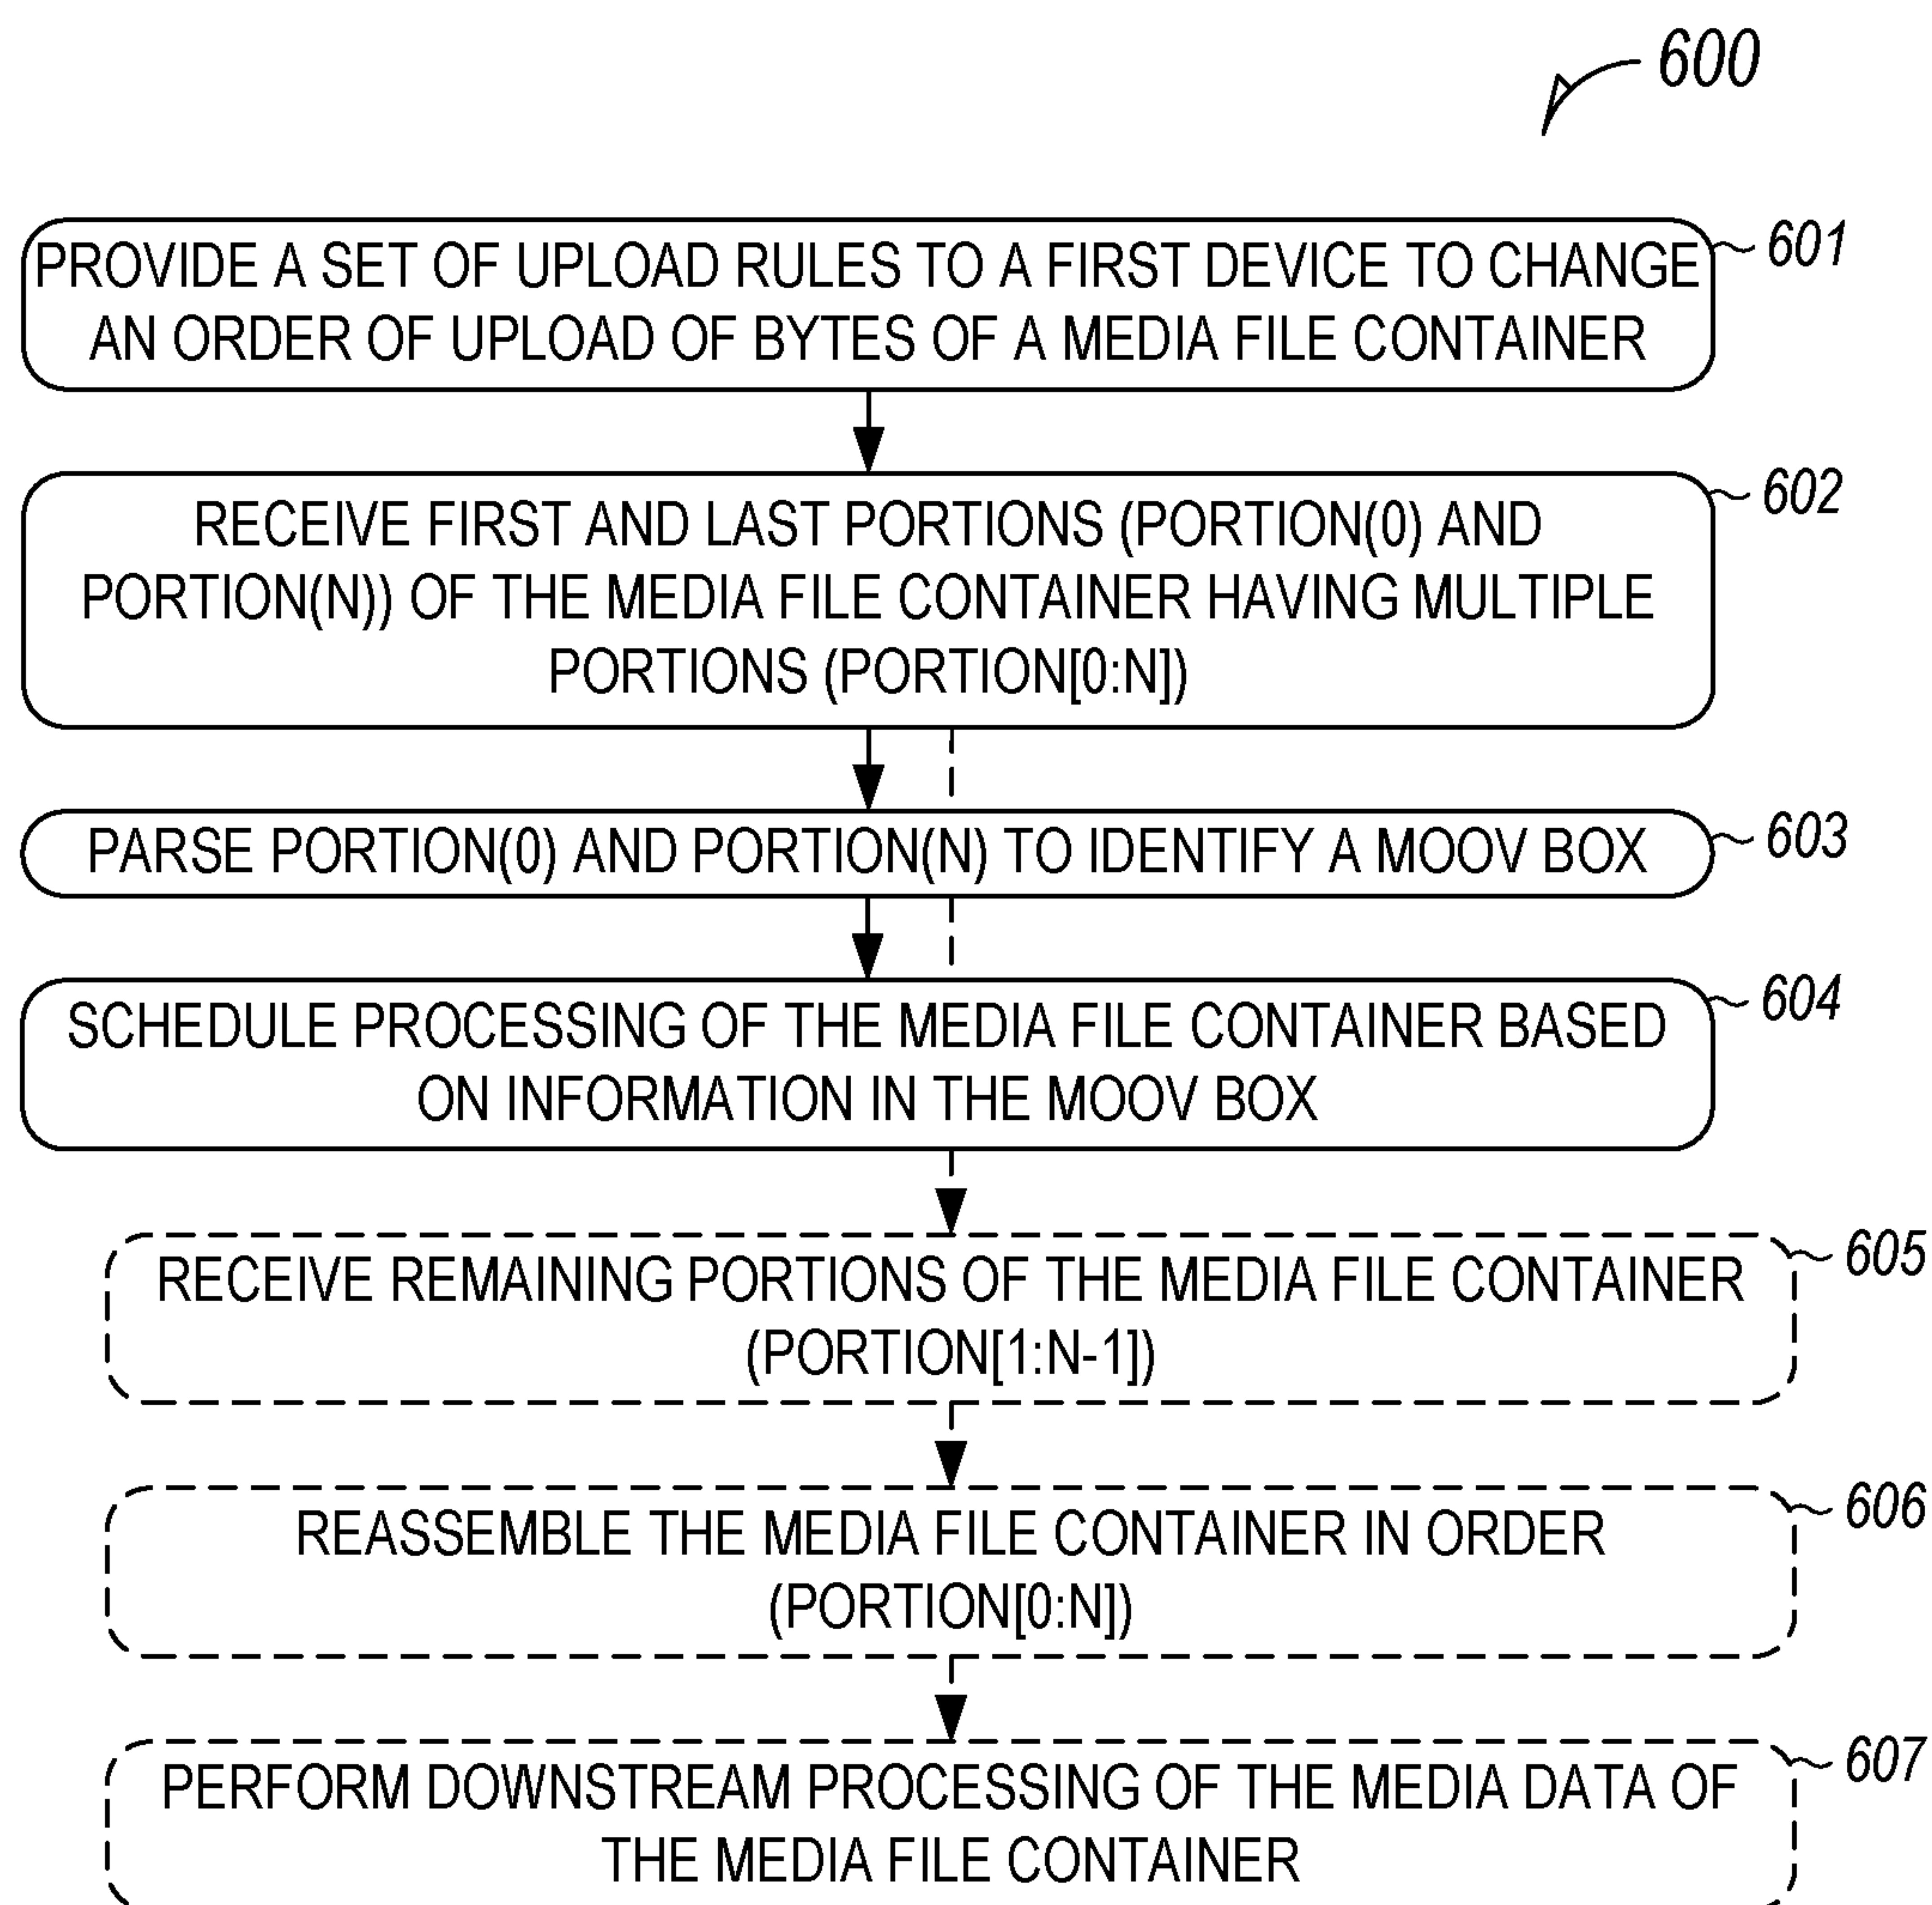 600
PROVIDE A SET OF UPLOAD RULES TO A FIRST DEVICE TO CHANGE
AN ORDER OF UPLOAD OF BYTES OF A MEDIA FILE CONTAINER
601
RECEIVE FIRST AND LAST PORTIONS (PORTION(0) AND
PORTION(N)) OF THE MEDIA FILE CONTAINER HAVING MULTIPLE
PORTIONS (PORTION[0:N])
602
PARSE PORTION(0) AND PORTION(N) TO IDENTIFY A MOOV BOX
603
SCHEDULE PROCESSING OF THE MEDIA FILE CONTAINER BASED
ON INFORMATION IN THE MOOV BOX
604
RECEIVE REMAINING PORTIONS OF THE MEDIA FILE CONTAINER
(PORTION[1:N-1])
605
REASSEMBLE THE MEDIA FILE CONTAINER IN ORDER
(PORTION[0:N])
606
PERFORM DOWNSTREAM PROCESSING OF THE MEDIA DATA OF
THE MEDIA FILE CONTAINER
607